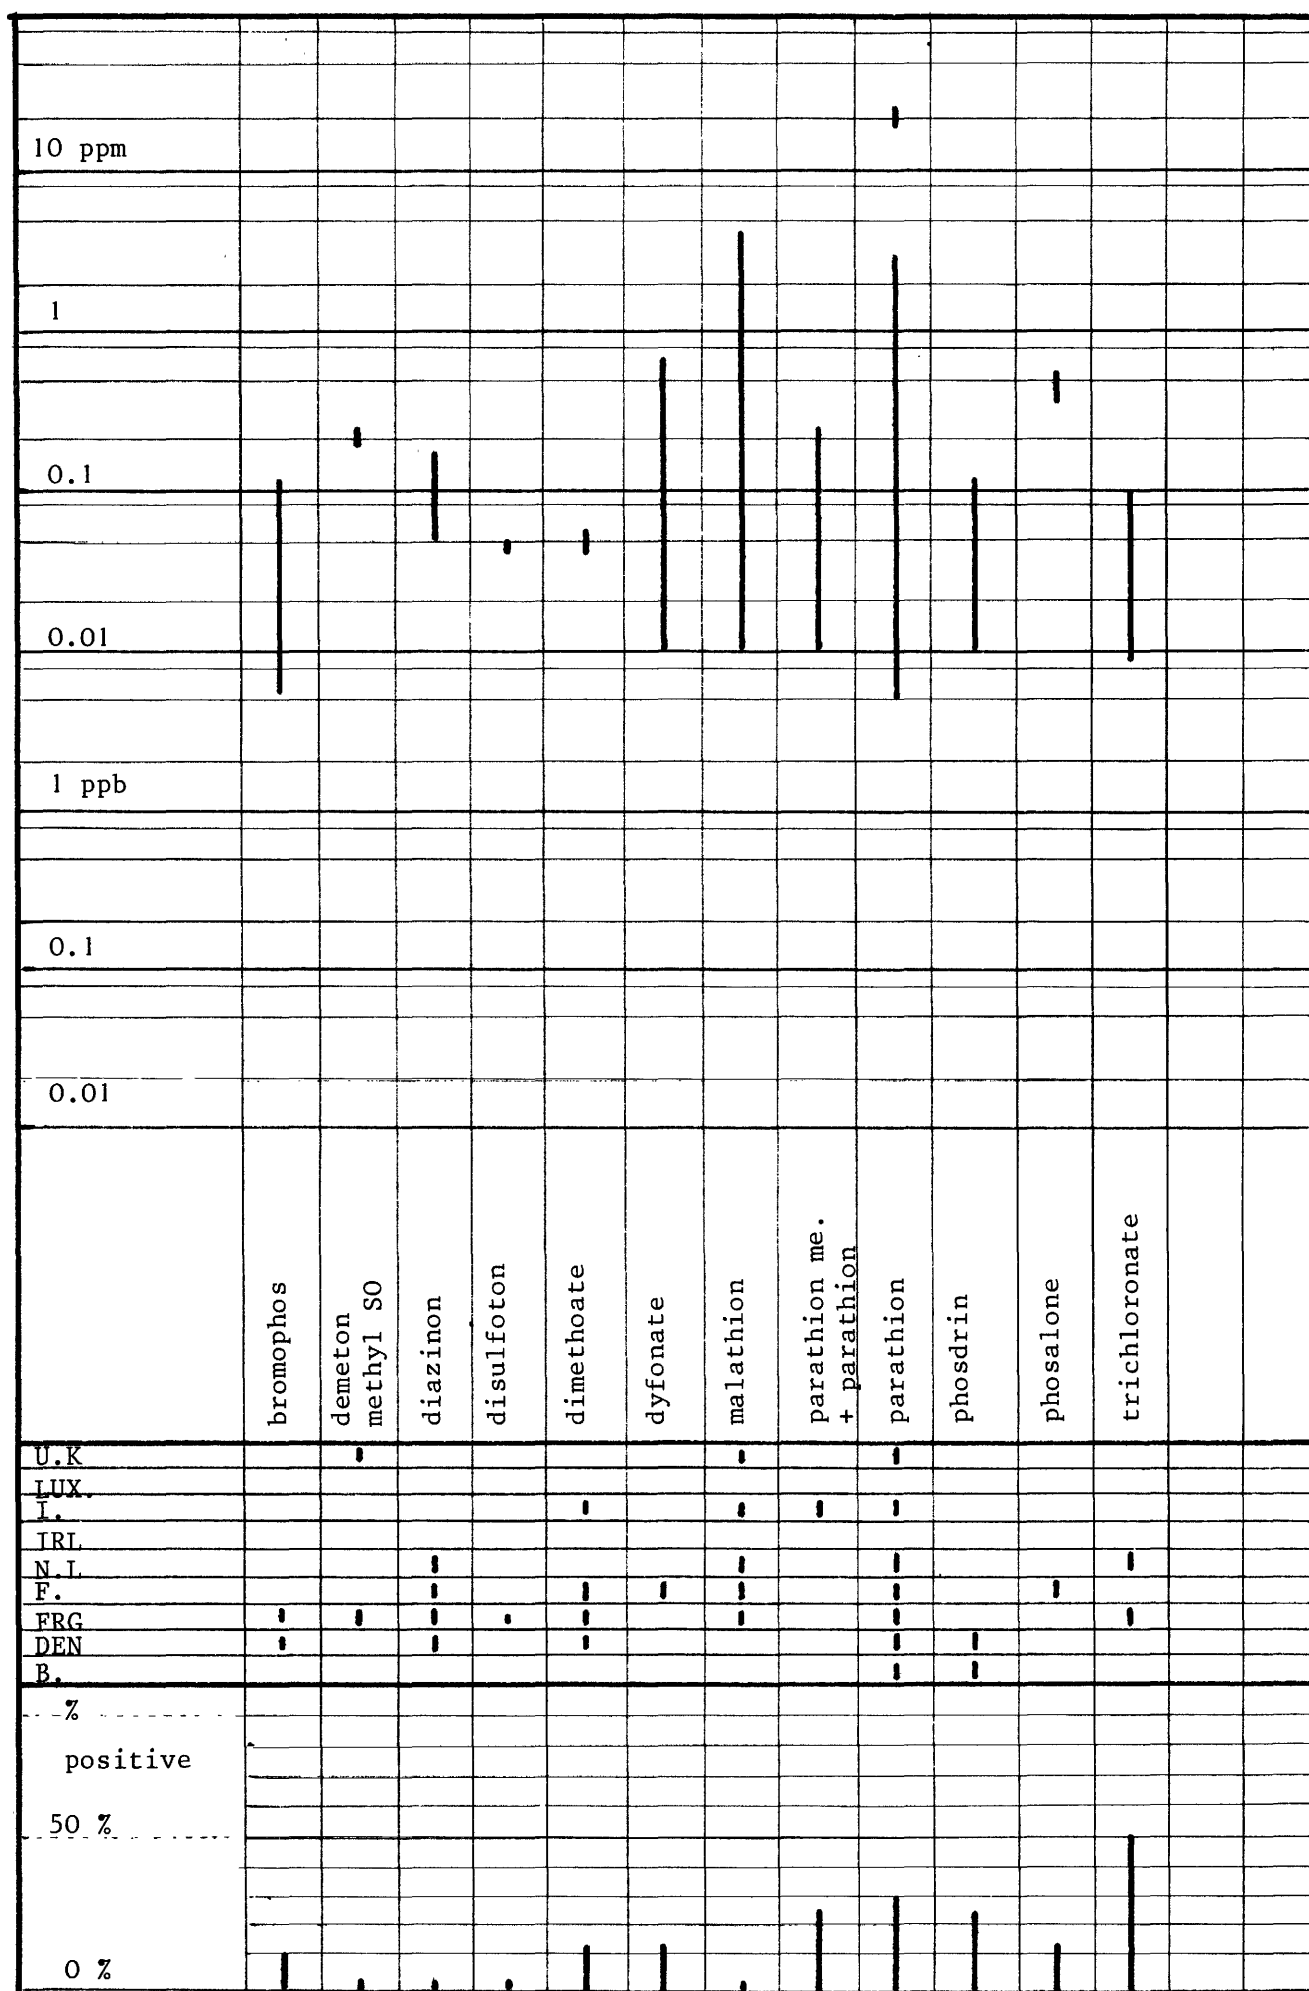 10 ppm
1
0.1
0.01
1 ppb
0.1
0.01
bromophos
demeton
methyl SO
diazinon
disulfoton
dimethoate
dyfonate
malathion
parathion me.
+ parathion
parathion
phosdrin
phosalone
trichloronate
U.K
LUX.
I.
IRL
N.L
F.
FRG
DEN
B.
%
positive
50 %
0 %